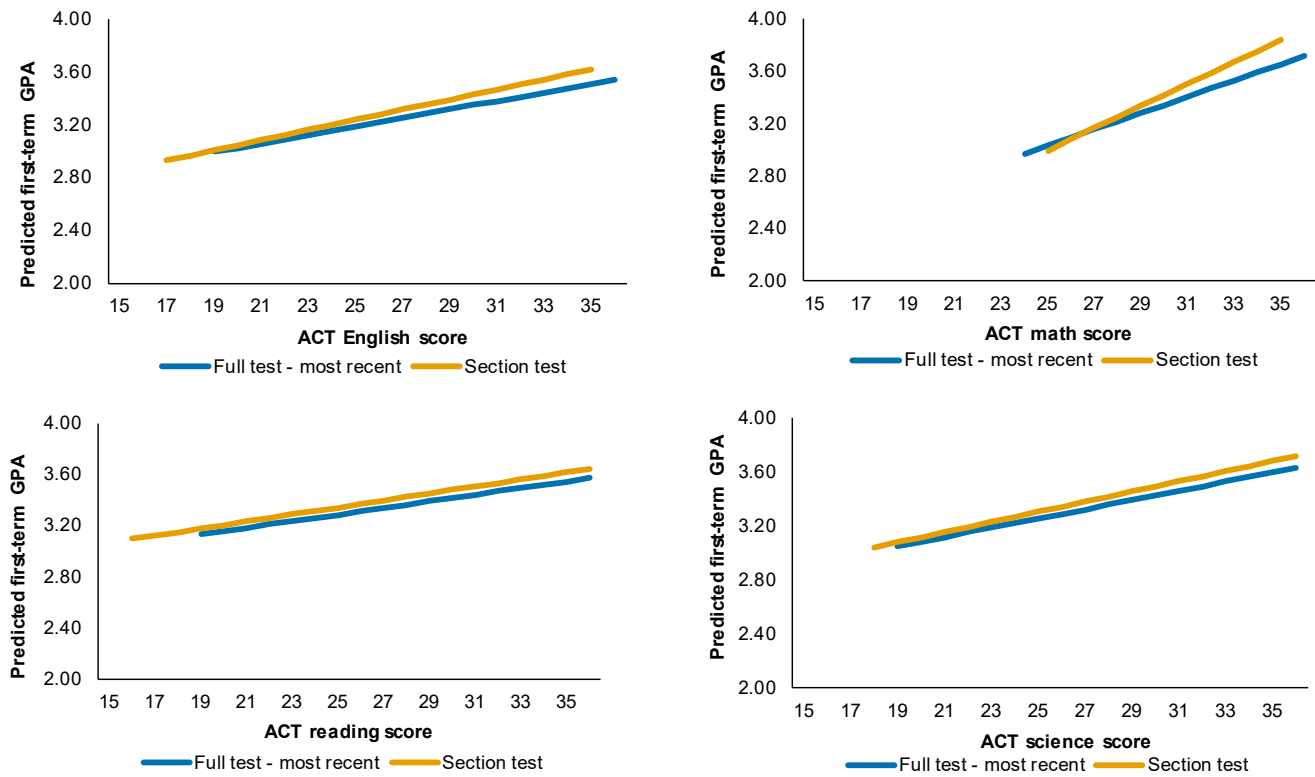 4.00
3.60
3.20
2.80
2.40
2.00
Predicted first-term GPA
15 17 19 21 23 25 27 29 31 33 35
ACT English score
Full test - most recent Section test
4.00
3.60
3.20
2.80
2.40
2.00
Predicted first-term GPA
15 17 19 21 23 25 27 29 31 33 35
ACT math score
Full test - most recent Section test
4.00
3.60
3.20
2.80
2.40
2.00
Predicted first-term GPA
15 17 19 21 23 25 27 29 31 33 35
ACT reading score
Full test - most recent Section test
4.00
3.60
3.20
2.80
2.40
2.00
Predicted first-term GPA
15 17 19 21 23 25 27 29 31 33 35
ACT science score
Full test - most recent Section test